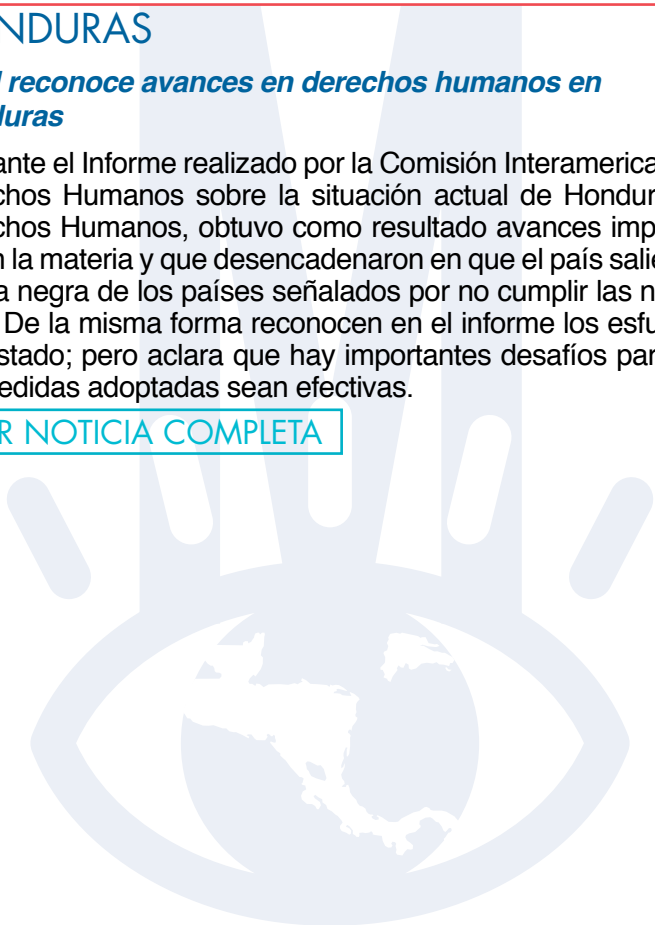 NDURAS
reconoce avances en derechos humanos en
duras
ante el Informe realizado por la Comisión Interamerica
chos Humanos sobre la situación actual de Hondur
chos Humanos, obtuvo como resultado avances imp
n la materia y que desencadenaron en que el país salie
a negra de los países señalados por no cumplir las n
De la misma forma reconocen en el informe los esfu
stado; pero aclara que hay importantes desafíos par
edidas adoptadas sean efectivas.
R NOTICIA COMPLETA